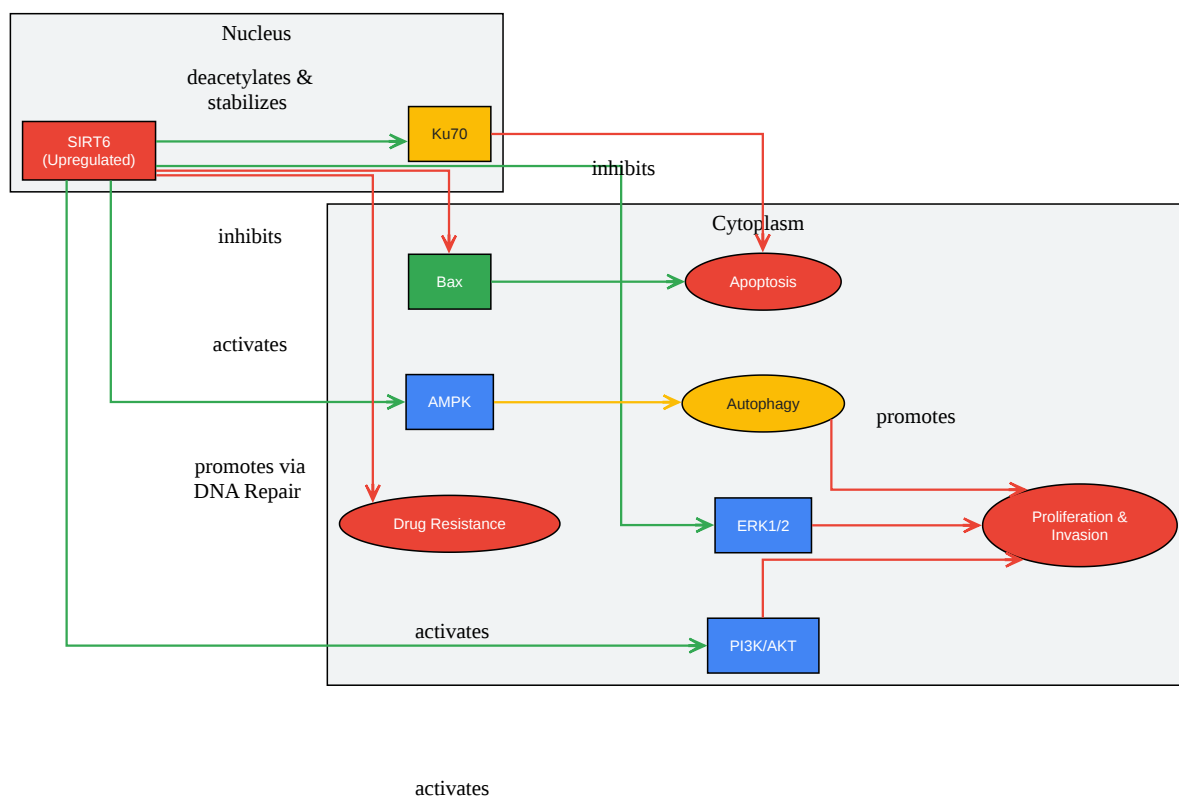 Nucleus
deacetylates &
stabilizes
SIRT6
(Upregulated)
Ku70
inhibits
Cytoplasm
inhibits
Bax
Apoptosis
activates
AMPK
Autophagy
promotes
promotes via
DNA Repair
Drug Resistance
ERK1/2
Proliferation &
Invasion
activates
PI3K/AKT
activates